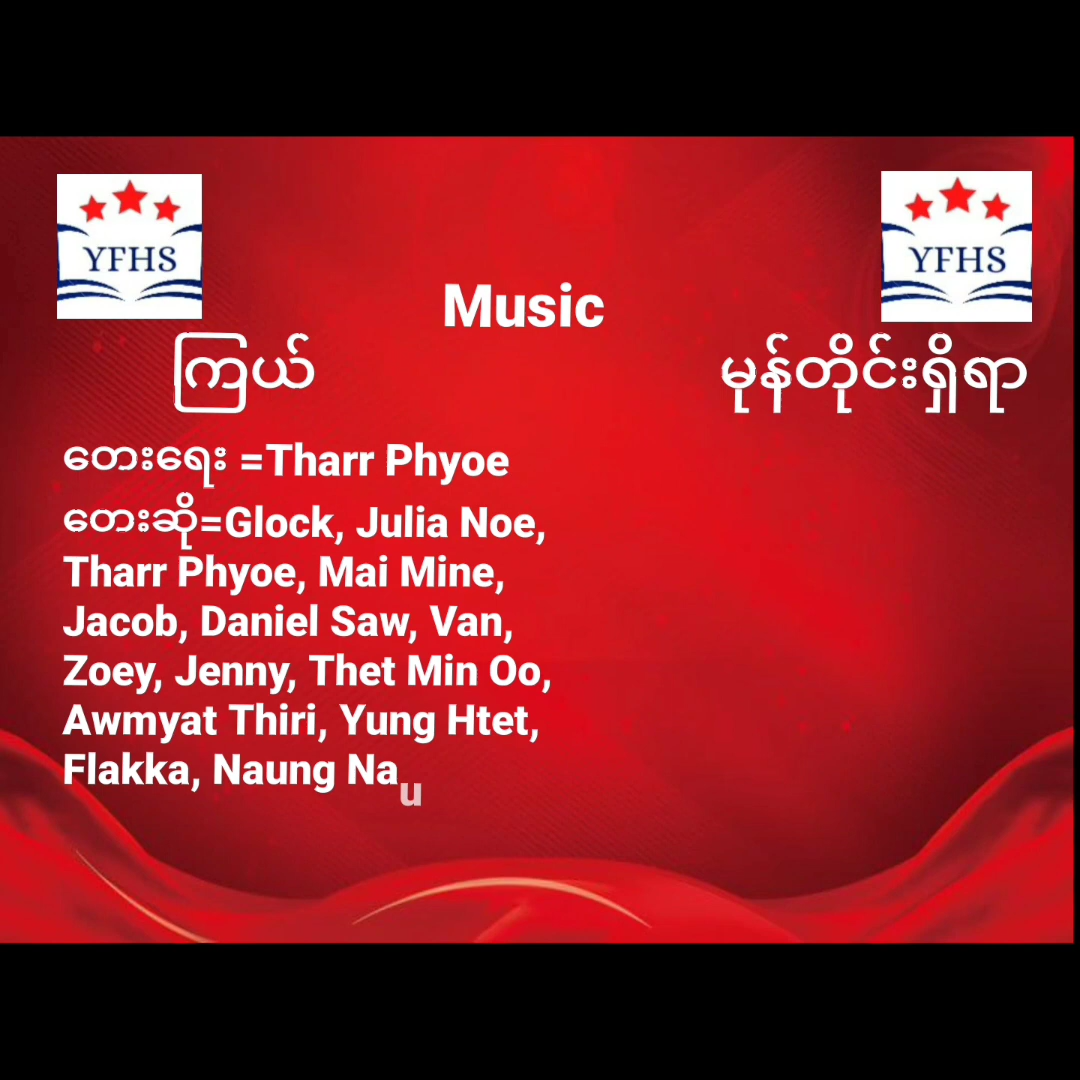 YFHS
YFHS
Music
ကြယ်
မုန်တိုင်းရှိရာ
တေးရေး =Tharr Phyoe
တေးဆို=Glock, Julia Noe,
Tharr Phyoe, Mai Mine,
Jacob, Daniel Saw, Van,
Zoey, Jenny, Thet Min Oo,
Awmyat Thiri, Yung Htet,
Flakka, Naung Nau